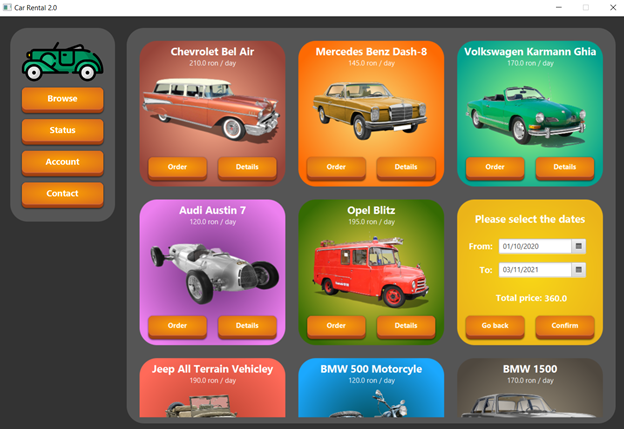 Car Rental 2.0
Browse
Status
Account
Contact
Chevrolet Bel Air
210.0 ron / day
Order Details
Mercedes Benz Dash-8
145.0 ron / day
Order Details
Volkswagen Karmann Ghia
170.0 ron / day
Order Details
Audi Austin 7
120.0 ron / day
Order Details
Opel Blitz
195.0 ron / day
Order Details
Please select the dates
From: 01/10/2020
To: 03/11/2021
Total price: 360.0
Go back Confirm
Jeep All Terrain Vehicley
190.0 ron / day
BMW 500 Motorcyle
120.0 ron / day
BMW 1500
170.0 ron / day